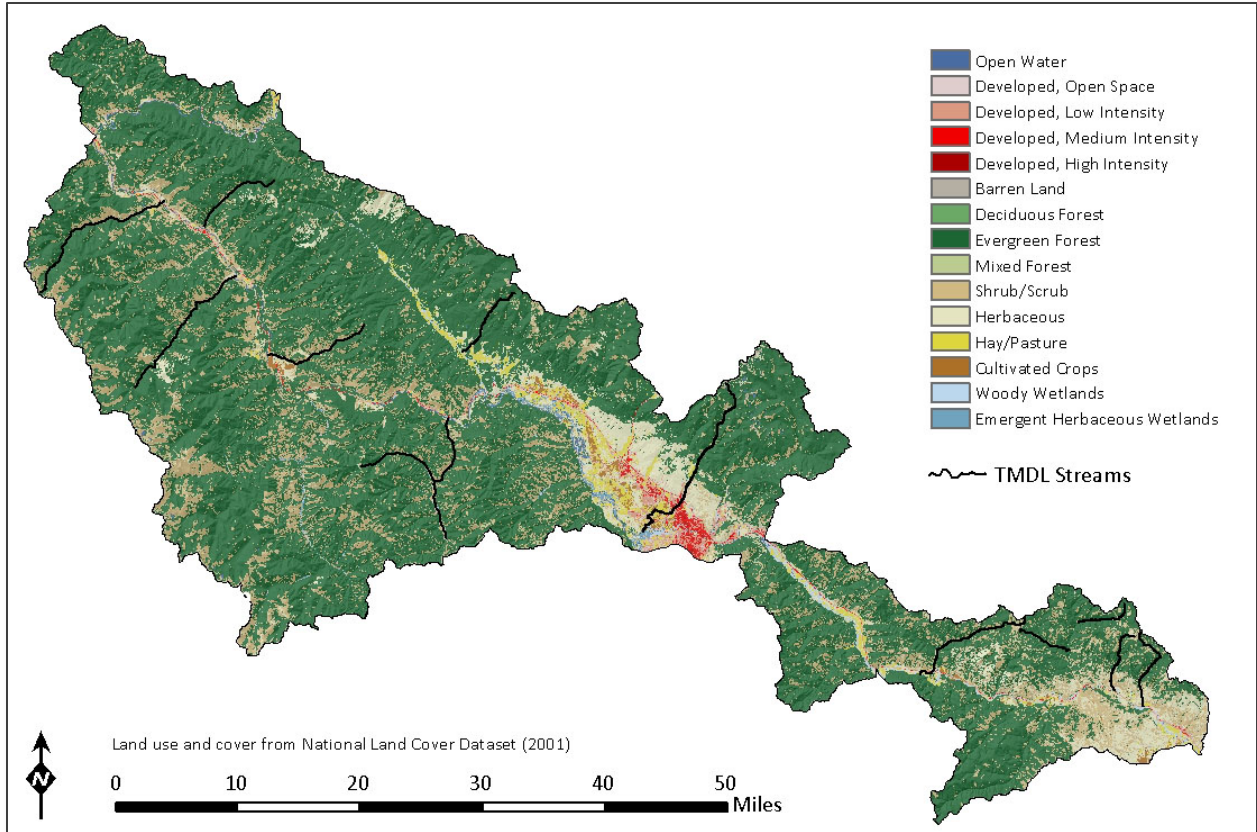 Open Water
Developed, Open Space
Developed, Low Intensity
Developed, Medium Intensity
Developed, High Intensity
Barren Land
Deciduous Forest
Evergreen Forest
Mixed Forest
Shrub/Scrub
Herbaceous
Hay/Pasture
Cultivated Crops
Woody Wetlands
Emergent Herbaceous Wetlands
TMDL Streams
Land use and cover from National Land Cover Dataset (2001)
N
0 10 20 30 40 50
Miles